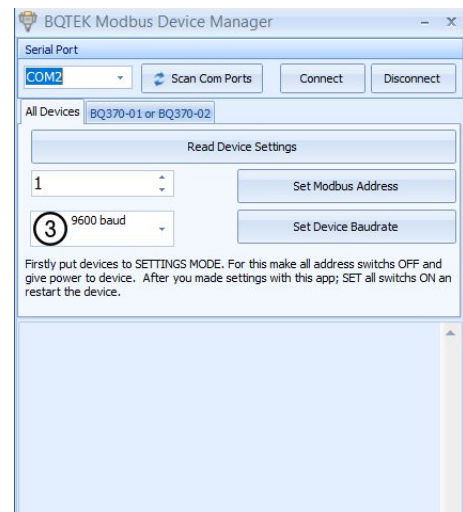 BQTEK Modbus Device Manager
Serial Port
COM2 Scan Com Ports Connect Disconnect
All Devices BQ370-01 or BQ370-02
Read Device Settings
1 Set Modbus Address
3 9600 baud Set Device Baudrate
Firstly put devices to SETTINGS MODE. For this make all address switchs OFF and
give power to device. After you made settings with this app; SET all switchs ON an
restart the device.